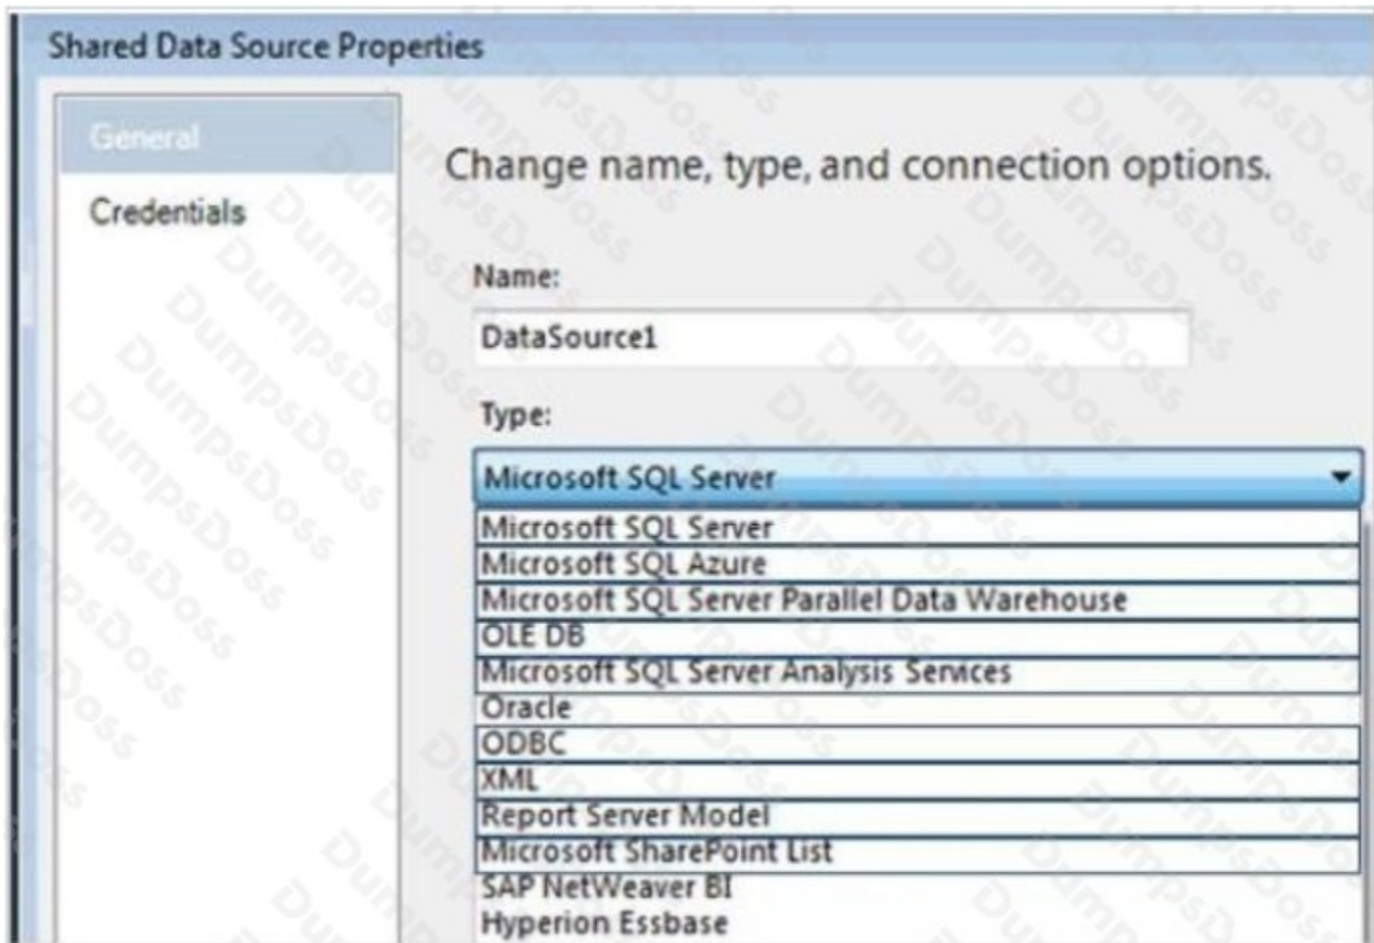 Shared Data Source Properties
General
Credentials
Change name, type, and connection options.
Name:
DataSource1
Type:
Microsoft SQL Server
Microsoft SQL Server
Microsoft SQL Azure
Microsoft SQL Server Parallel Data Warehouse
OLE DB
Microsoft SQL Server Analysis Services
Oracle
ODBC
XML
Report Server Model
Microsoft SharePoint List
SAP NetWeaver BI
Hyperion Essbase
DumpsDoss